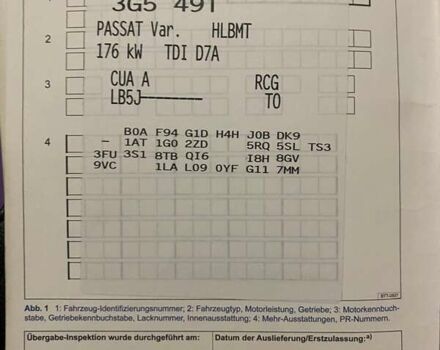 3G5 491
2 PASSAT Var. HLBMT
176 kW TDI D7A
3 CUA A RCG
LB5J—————— TO
4 – B0A F94 G1D H4H J0B DK9
1AT 1G0 2ZD 5RQ 5SL TS3
3FU 3S1 8TB QI6 I8H 8GV
9VC 1LA L09 0YF G11 7MM
Abb. 1 1: Fahrzeug-Identifizierungsnummer; 2: Fahrzeugtyp, Motorleistung, Getriebe; 3: Motorkennbuch-
stabe, Getriebekennbuchstabe, Lacknummer, Innenausstattung; 4: Mehr-Ausstattungen, PR-Nummern.
Übergabe-Inspektion wurde durchgeführt am: Datum der Auslieferung/Erstzulassung:a)